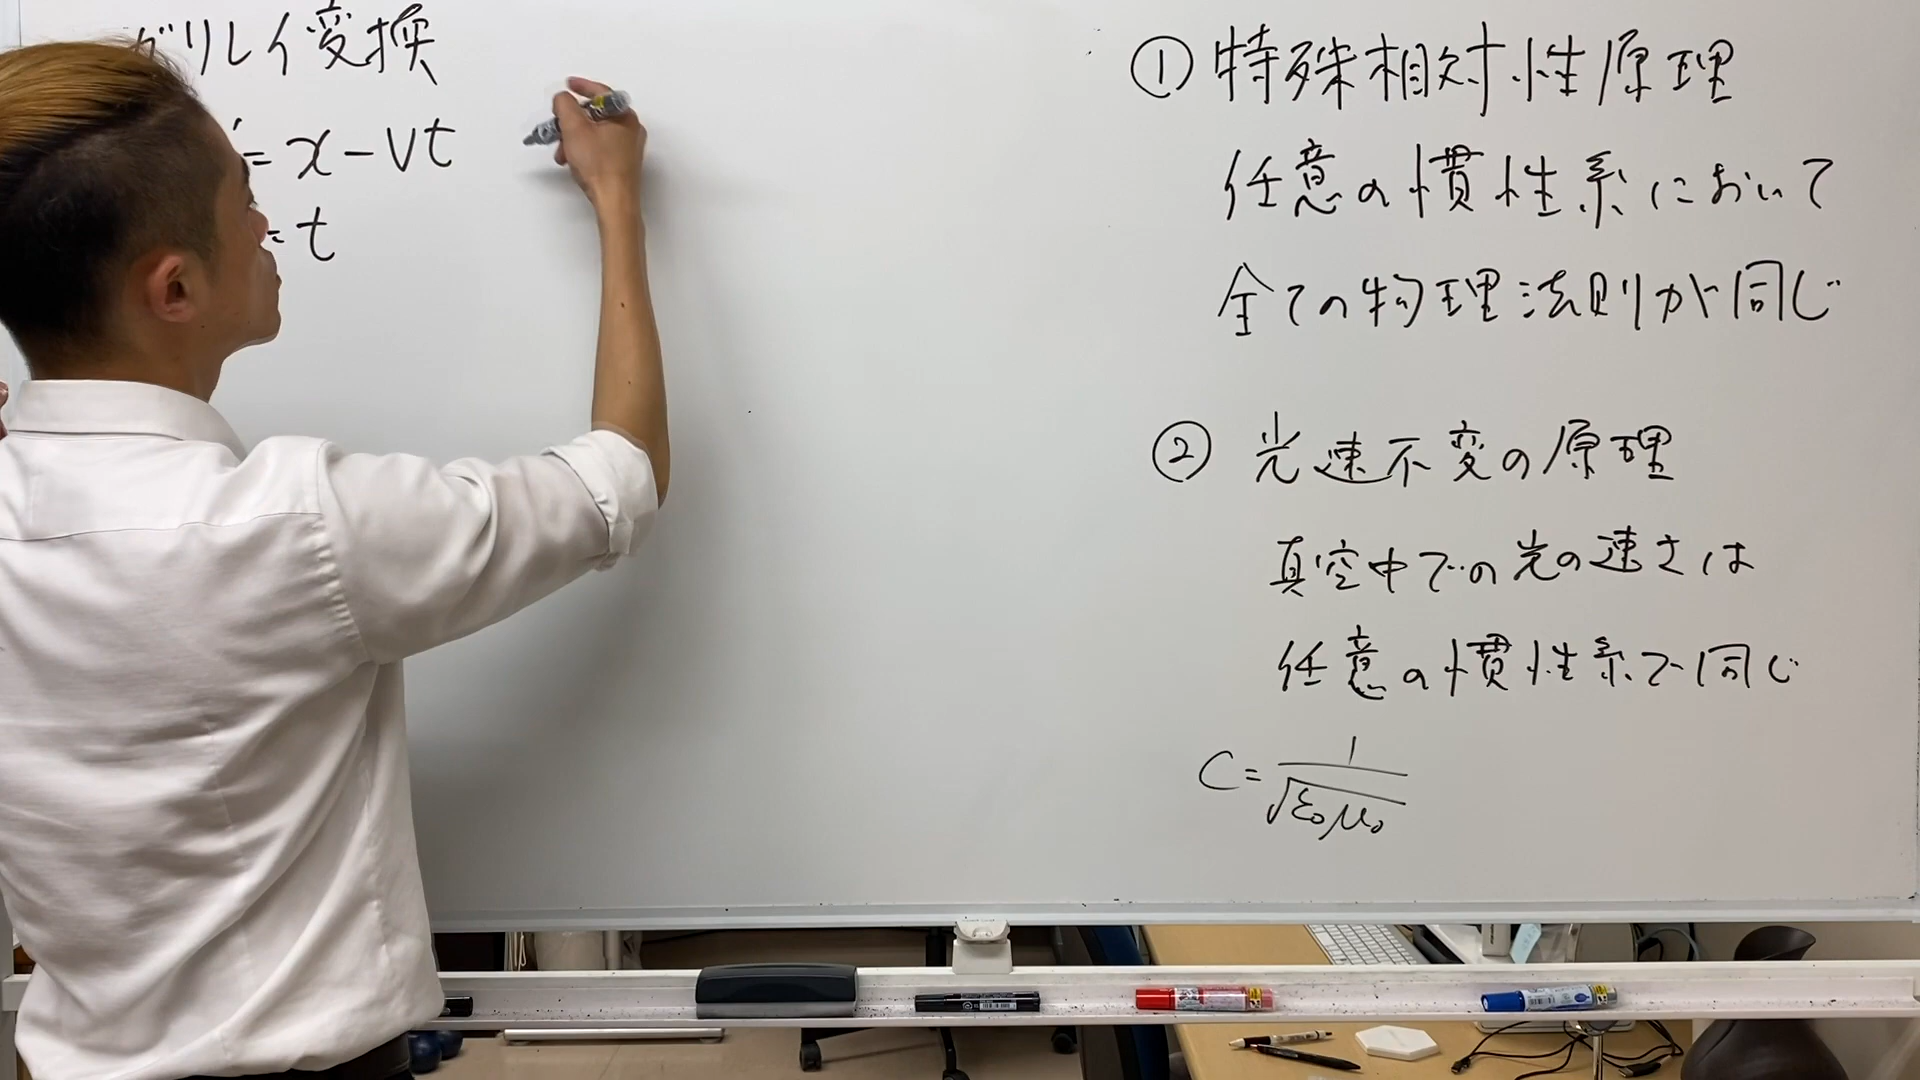 ガリレイ変換
' = x - Vt
= t
① 特殊相対性原理
任意の慣性系において
全ての物理法則が同じ
② 光速不変の原理
真空中での光の速さは
任意の慣性系で同じ
C = 1/√ε₀μ₀